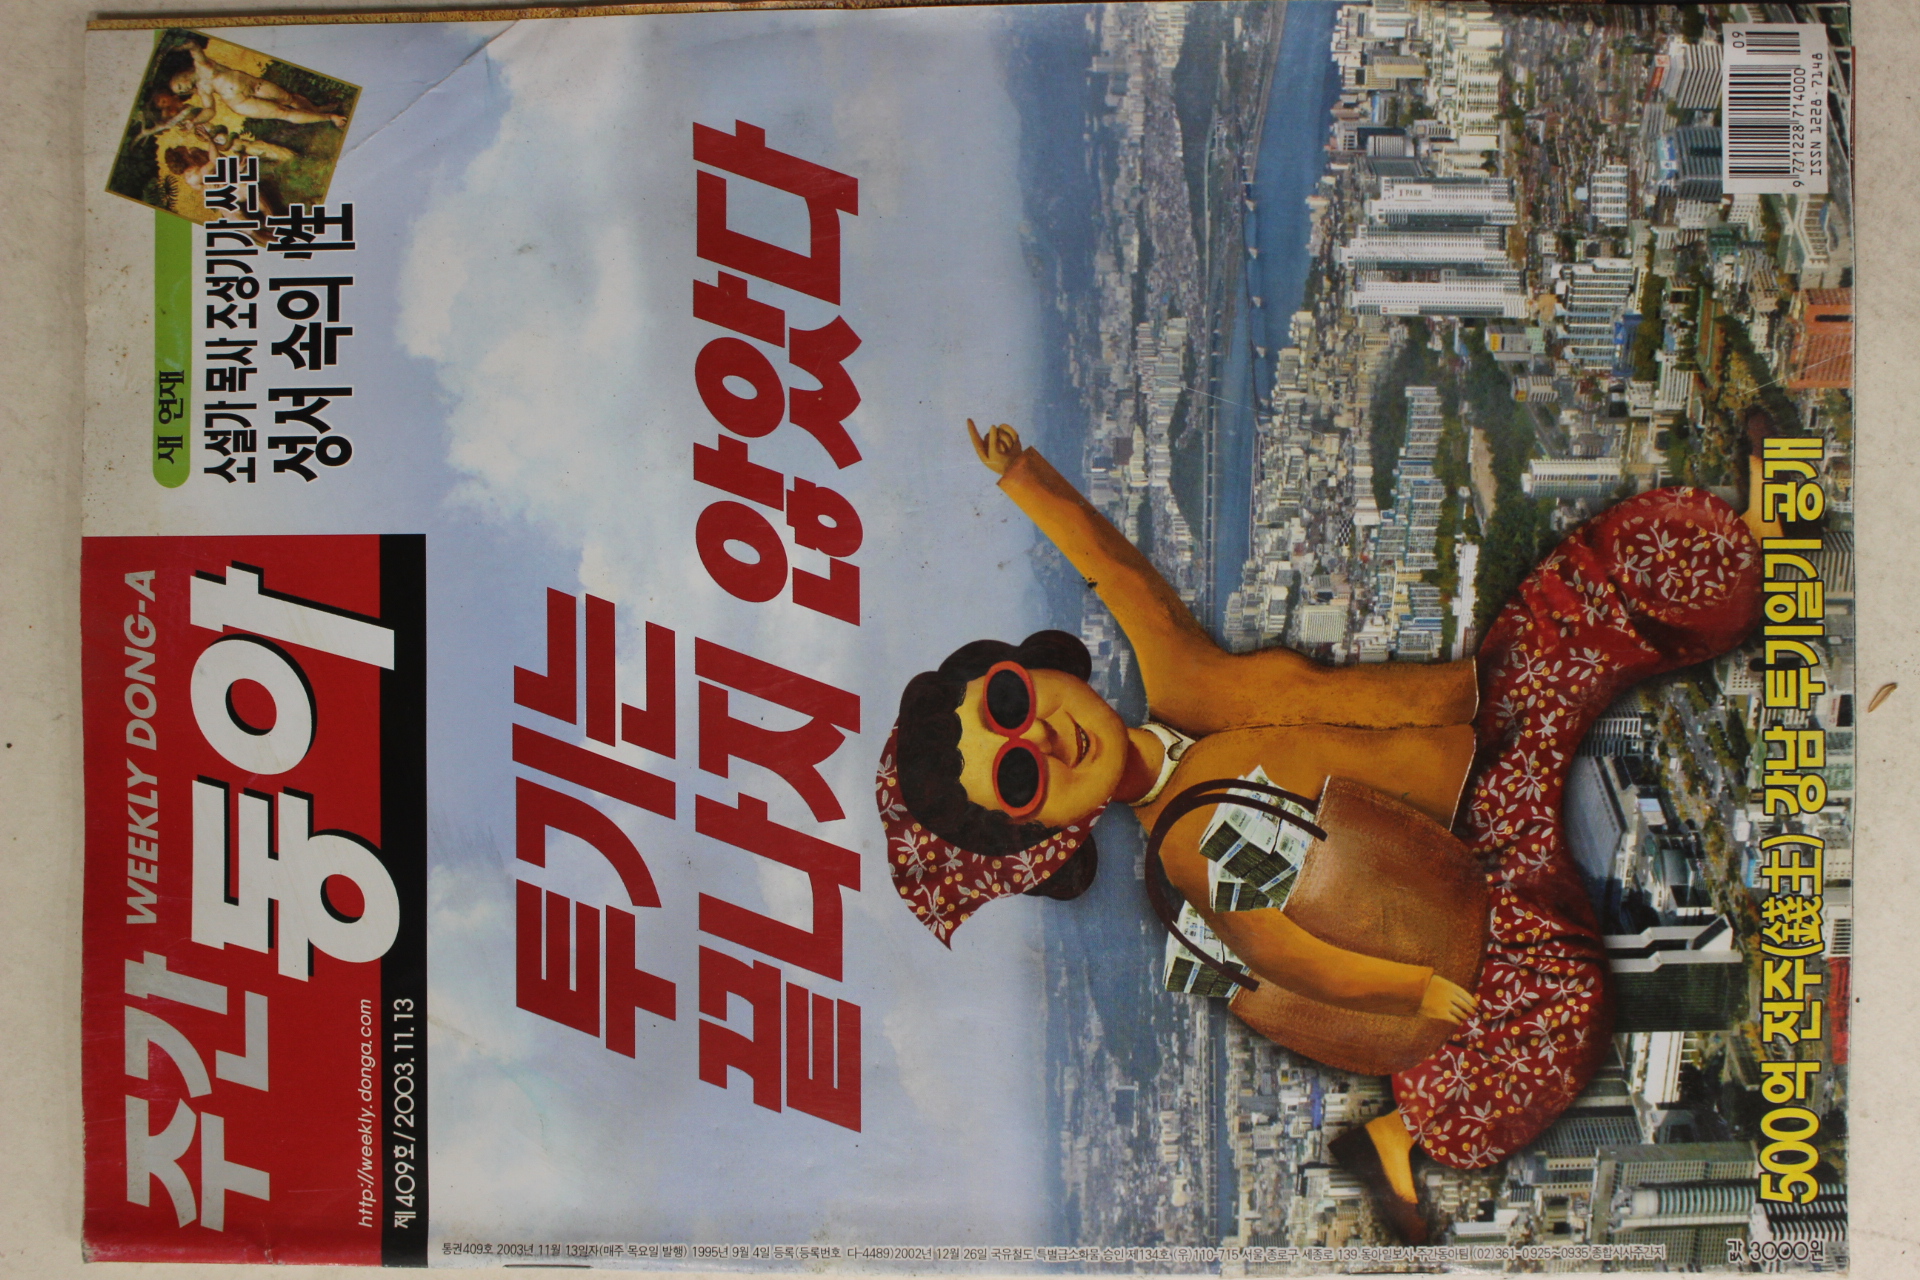 주간동아
WEEKLY DONG-A
http://weekly.donga.com
제409호/2003.11.13
새 연재
소설가 목사 조성기가 쓰는
성서 속의 性
투기는
끝나지 않았다
500억 전주(錢主) 강남 투기일기 공개
통권409호 2003년 11월 13일자(매주 목요일 발행) 1995년 9월 4일 등록(등록번호 다-4489)2002년 12월 26일 국유철도 특별급소화물 승인 제134호 (우)110-715 서울 종로구 세종로 139 동아일보사 주간동아팀 (02)361-0925~0935 종합시사주간지
값 3000원
09
9 771228 714000
ISSN 1228-7148